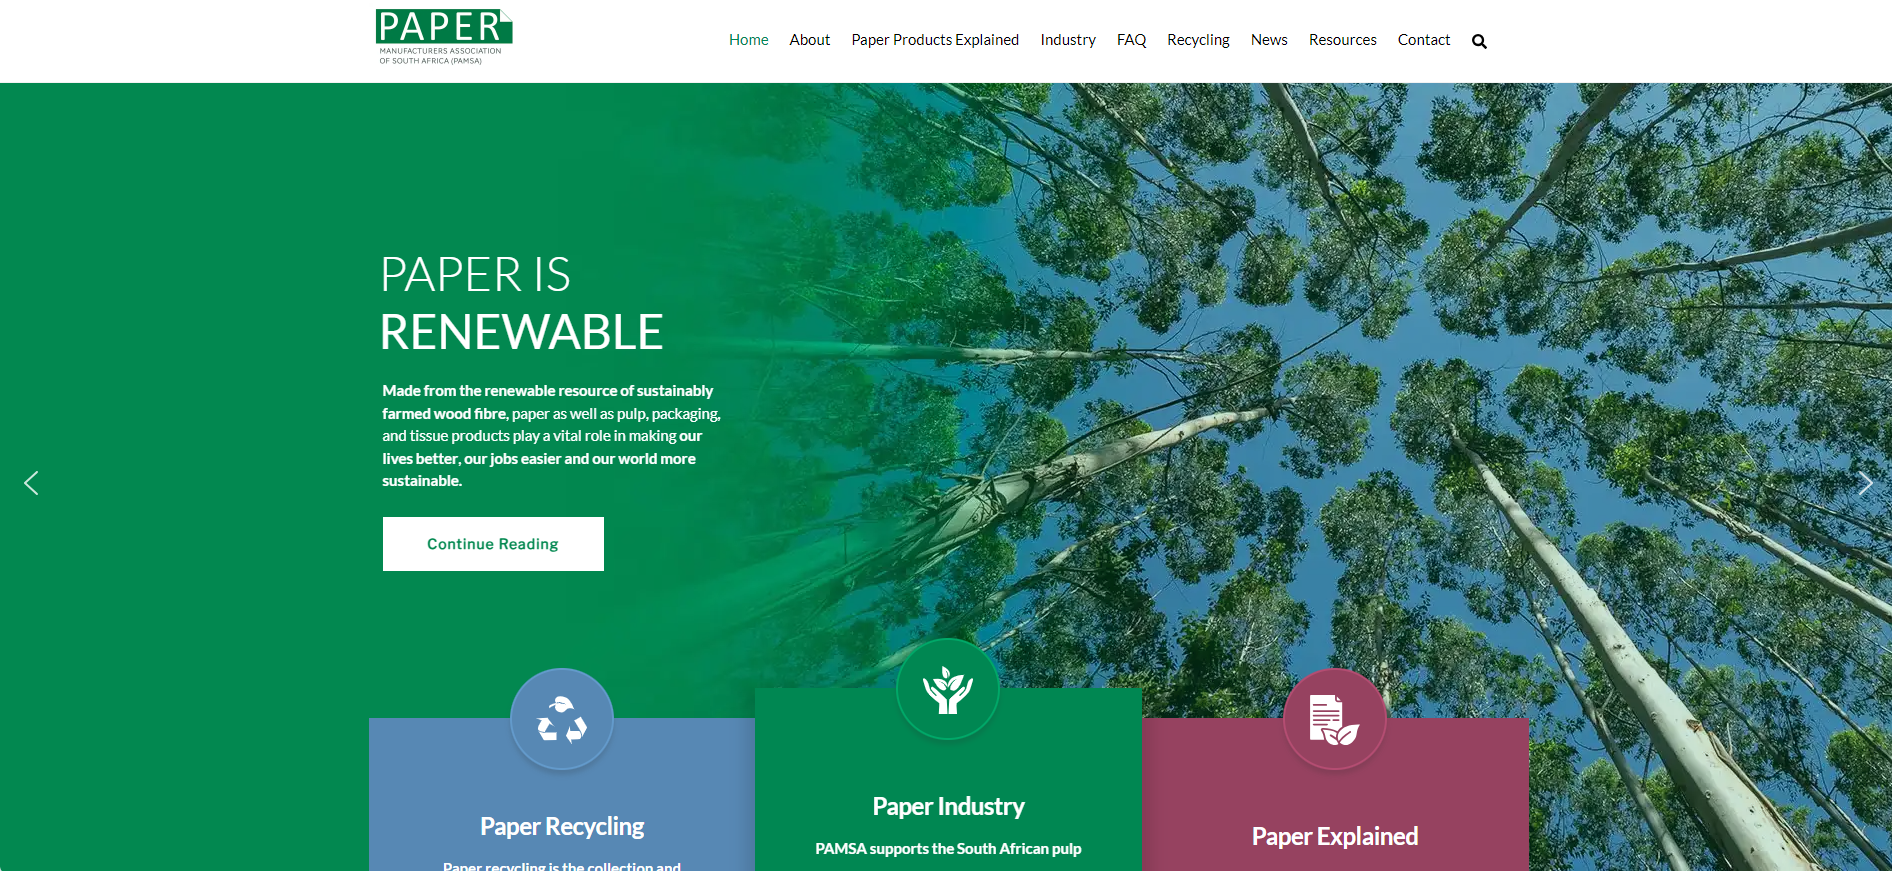 PAPER
MANUFACTURERS ASSOCIATION
OF SOUTH AFRICA (PAMSA)
Home About Paper Products Explained Industry FAQ Recycling News Resources Contact
PAPER IS
RENEWABLE
Made from the renewable resource of sustainably
farmed wood fibre, paper as well as pulp, packaging,
and tissue products play a vital role in making our
lives better, our jobs easier and our world more
sustainable.
Continue Reading
Paper Recycling
Paper recycling is the collection and
Paper Industry
PAMSA supports the South African pulp
Paper Explained